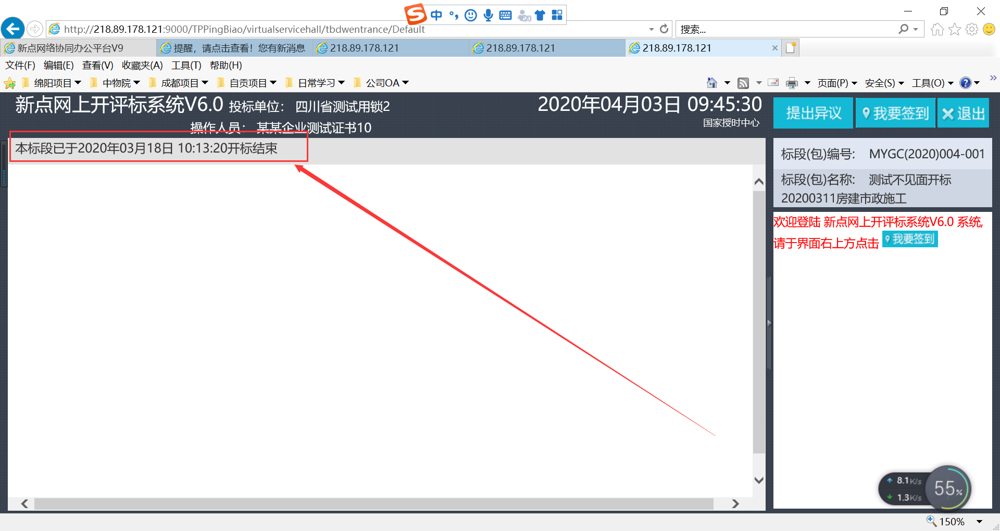 中
http://218.89.178.121:9000/TPPingBiao/virtualservicehall/tbdwentrance/Default
搜索...
新点网络协同办公平台V9
提醒，请点击查看！您有新消息
218.89.178.121
218.89.178.121
218.89.178.121
文件(F) 编辑(E) 查看(V) 收藏夹(A) 工具(T) 帮助(H)
绵阳项目 中物院 成都项目 自贡项目 日常学习 公司OA
页面(P) 安全(S) 工具(O)
新点网上开评标系统V6.0 投标单位： 四川省测试用锁2
操作人员： 某某企业测试证书10
2020年04月03日 09:45:30
国家授时中心
提出异议 我要签到 退出
本标段已于2020年03月18日 10:13:20开标结束
标段(包)编号: MYGC(2020)004-001
标段(包)名称: 测试不见面开标
20200311房建市政施工
欢迎登陆 新点网上开评标系统V6.0 系统,
请于界面右上方点击 我要签到
8.1K/s
1.3K/s
55%
150%